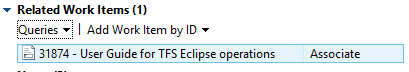 Related Work Items (1)
Queries | Add Work Item by ID
31874 - User Guide for TFS Eclipse operations Associate